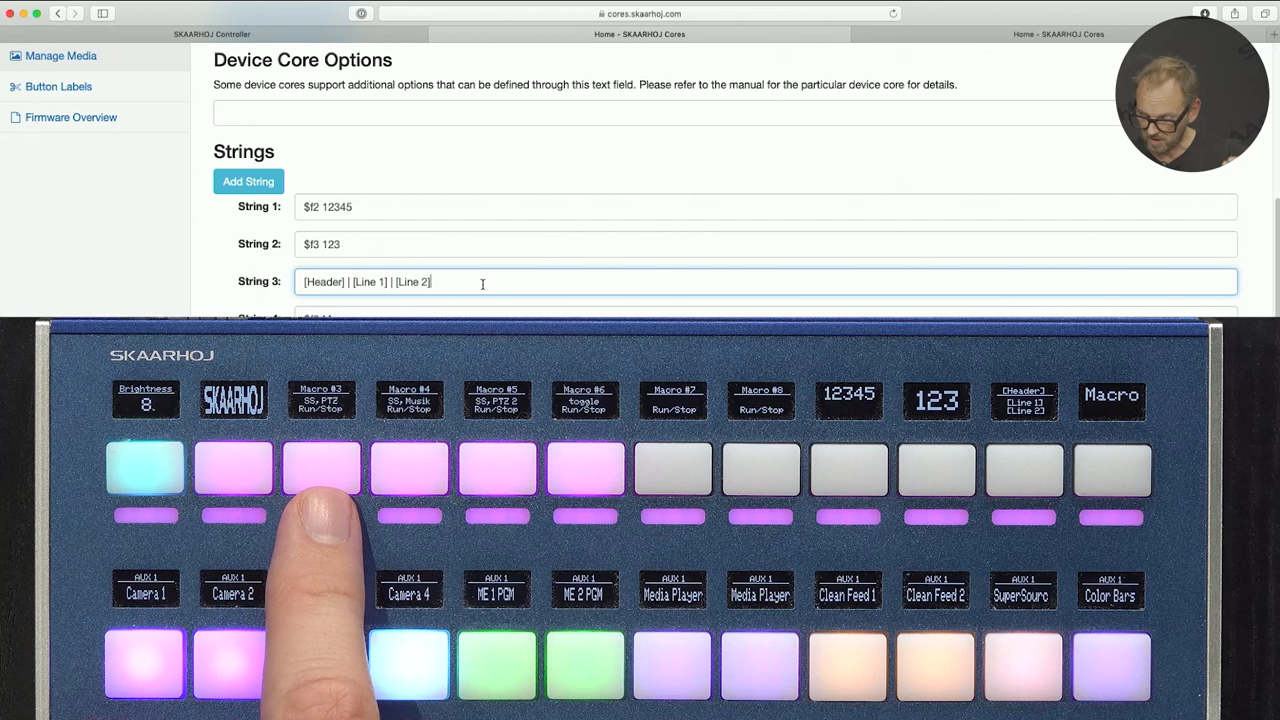 cores.skaarhoj.com
SKAARHOJ Controller
Home - SKAARHOJ Cores
Home - SKAARHOJ Cores
Manage Media
Button Labels
Firmware Overview
Device Core Options
Some device cores support additional options that can be defined through this text field. Please refer to the manual for the particular device core for details.
Strings
Add String
String 1:
$f2 12345
String 2:
$f3 123
String 3:
[Header] | [Line 1] | [Line 2]
SKAARHOJ
Brightness
8
SKAARHOJ
Macro #3
SS, PTZ
Run/Stop
Macro #4
SS, Musik
Run/Stop
Macro #5
SS, PTZ 2
Run/Stop
Macro #6
toggle
Run/Stop
Macro #7
Run/Stop
Macro #8
Run/Stop
12345
123
[Header]
[Line 1]
[Line 2]
Macro
AUX 1
Camera 1
AUX 1
Camera 2
AUX 1
Camera 4
AUX 1
ME 1 PGM
AUX 1
ME 2 PGM
AUX 1
Media Player
AUX 1
Media Player
AUX 1
Clean Feed 1
AUX 1
Clean Feed 2
AUX 1
SuperSourc
AUX 1
Color Bars